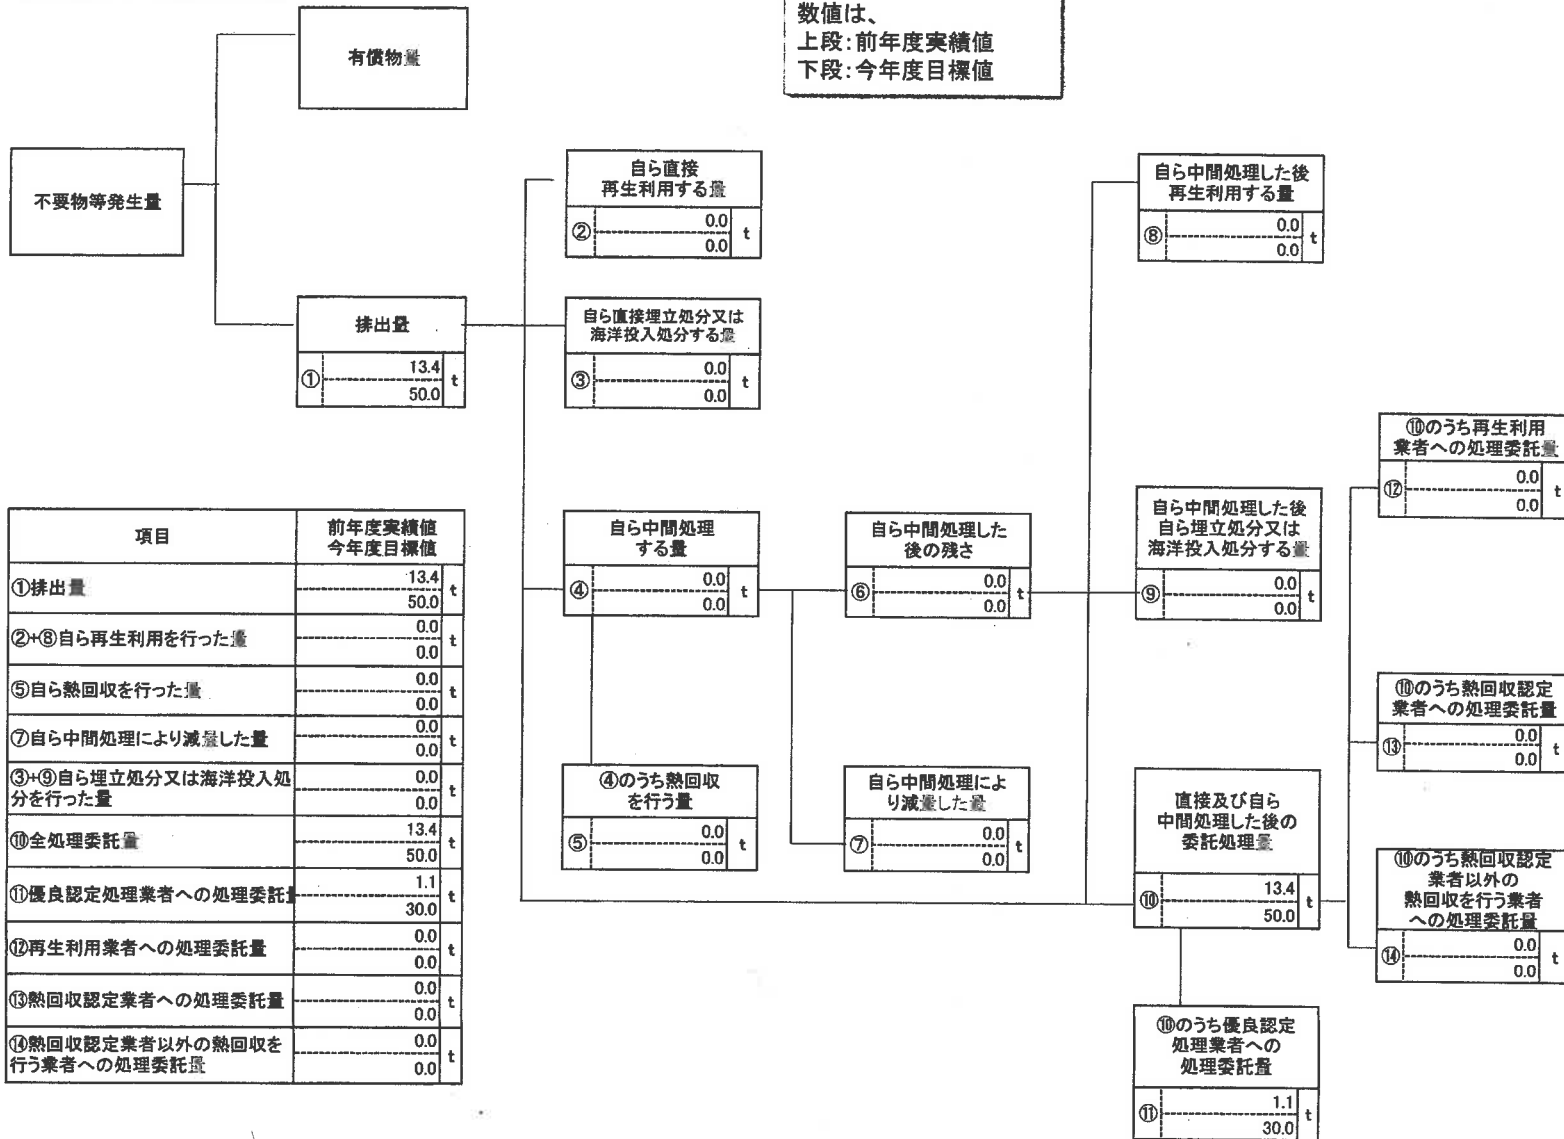 数値は、
上段:前年度実績値
下段:今年度目標値
有償物量
不要物等発生量
排出量
①
13.4
50.0
t
自ら直接
再生利用する量
②
0.0
0.0
t
自ら直接埋立処分又は
海洋投入処分する量
③
0.0
0.0
t
自ら中間処理
する量
④
0.0
0.0
t
④のうち熱回収
を行う量
⑤
0.0
0.0
t
自ら中間処理した
後の残さ
⑥
0.0
0.0
t
自ら中間処理によ
り減量した量
⑦
0.0
0.0
t
自ら中間処理した後
再生利用する量
⑧
0.0
0.0
t
自ら中間処理した後
自ら埋立処分又は
海洋投入処分する量
⑨
0.0
0.0
t
直接及び自ら
中間処理した後の
委託処理量
⑩
13.4
50.0
t
⑩のうち優良認定
処理業者への
処理委託量
⑪
1.1
30.0
t
⑩のうち再生利用
業者への処理委託量
⑫
0.0
0.0
t
⑩のうち熱回収認定
業者への処理委託量
⑬
0.0
0.0
t
⑩のうち熱回収認定
業者以外の
熱回収を行う業者
への処理委託量
⑭
0.0
0.0
t
項目
前年度実績値
今年度目標値
①排出量
13.4
50.0
t
②+⑧自ら再生利用を行った量
0.0
0.0
t
⑤自ら熱回収を行った量
0.0
0.0
t
⑦自ら中間処理により減量した量
0.0
0.0
t
③+⑨自ら埋立処分又は海洋投入処
分を行った量
0.0
0.0
t
⑩全処理委託量
13.4
50.0
t
⑪優良認定処理業者への処理委託量
1.1
30.0
t
⑫再生利用業者への処理委託量
0.0
0.0
t
⑬熱回収認定業者への処理委託量
0.0
0.0
t
⑭熱回収認定業者以外の熱回収を
行う業者への処理委託量
0.0
0.0
t